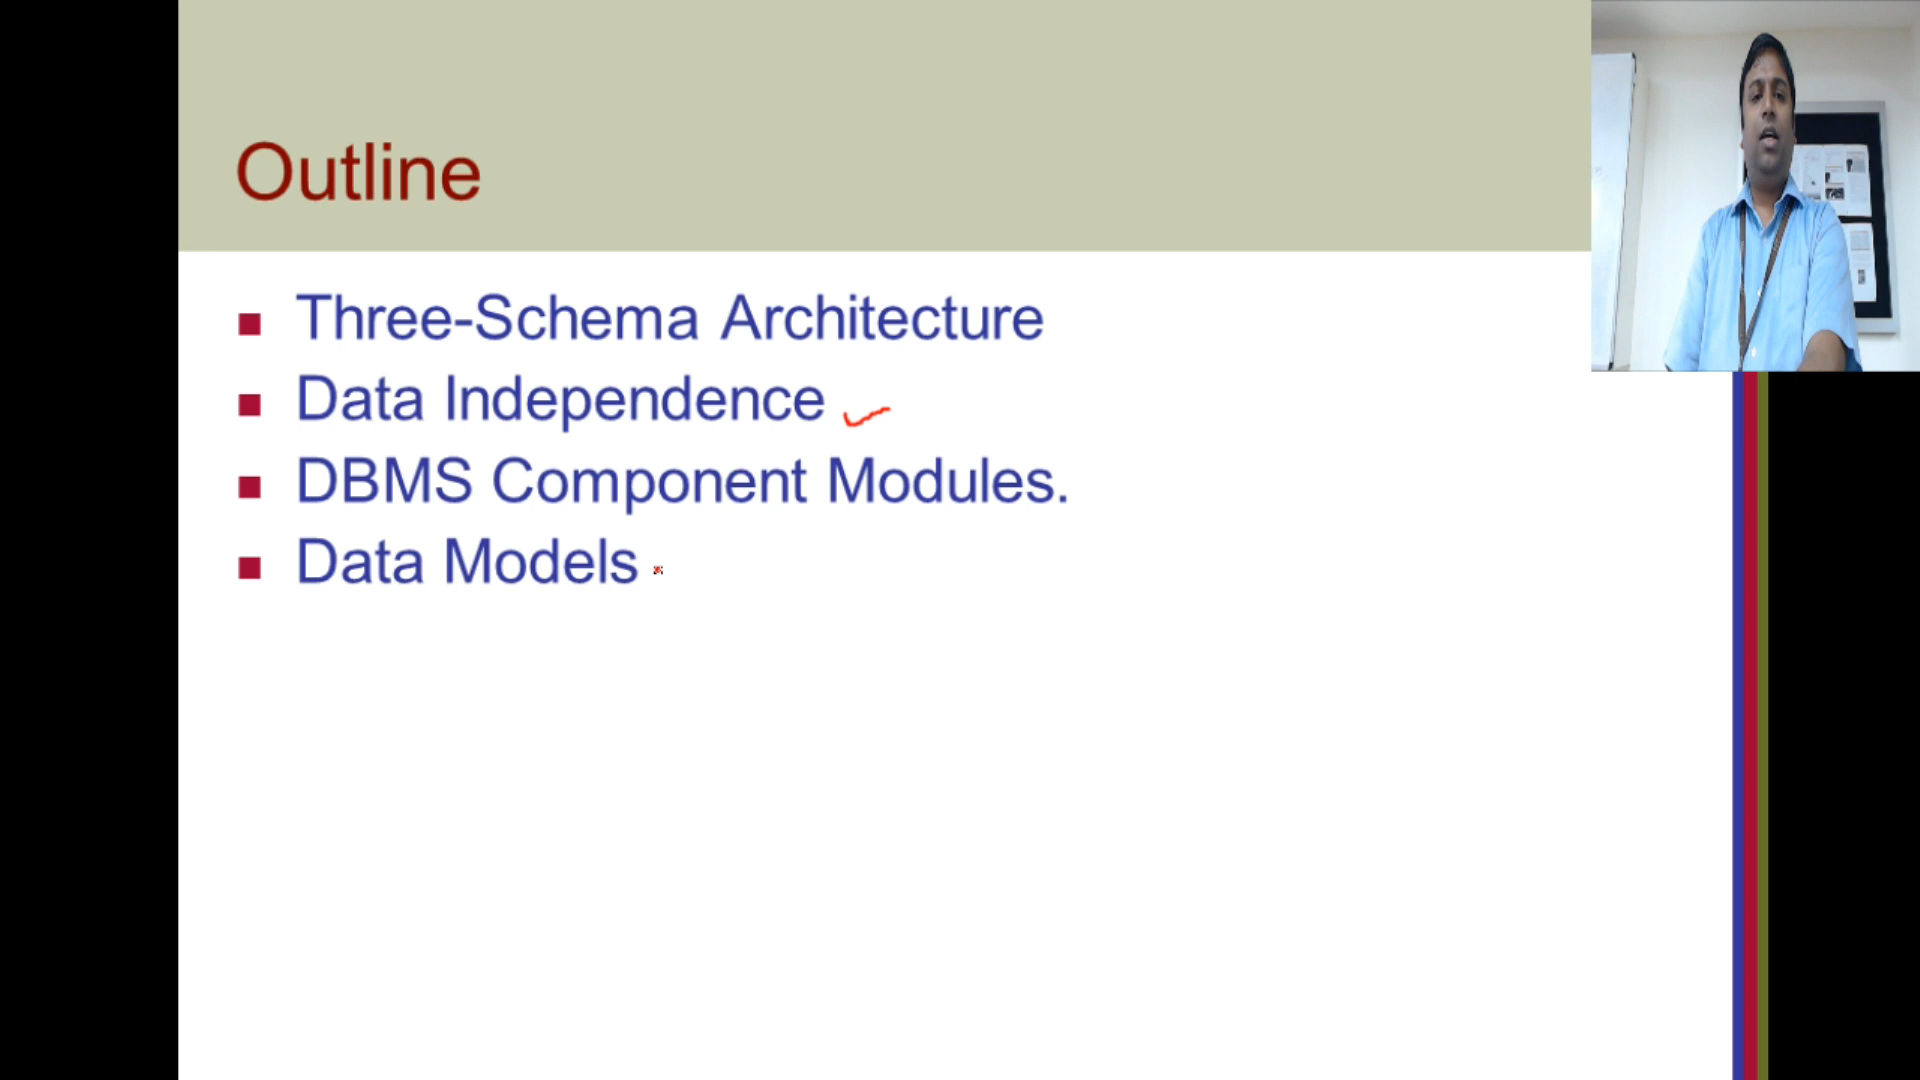 Outline
Three-Schema Architecture
Data Independence
DBMS Component Modules.
Data Models